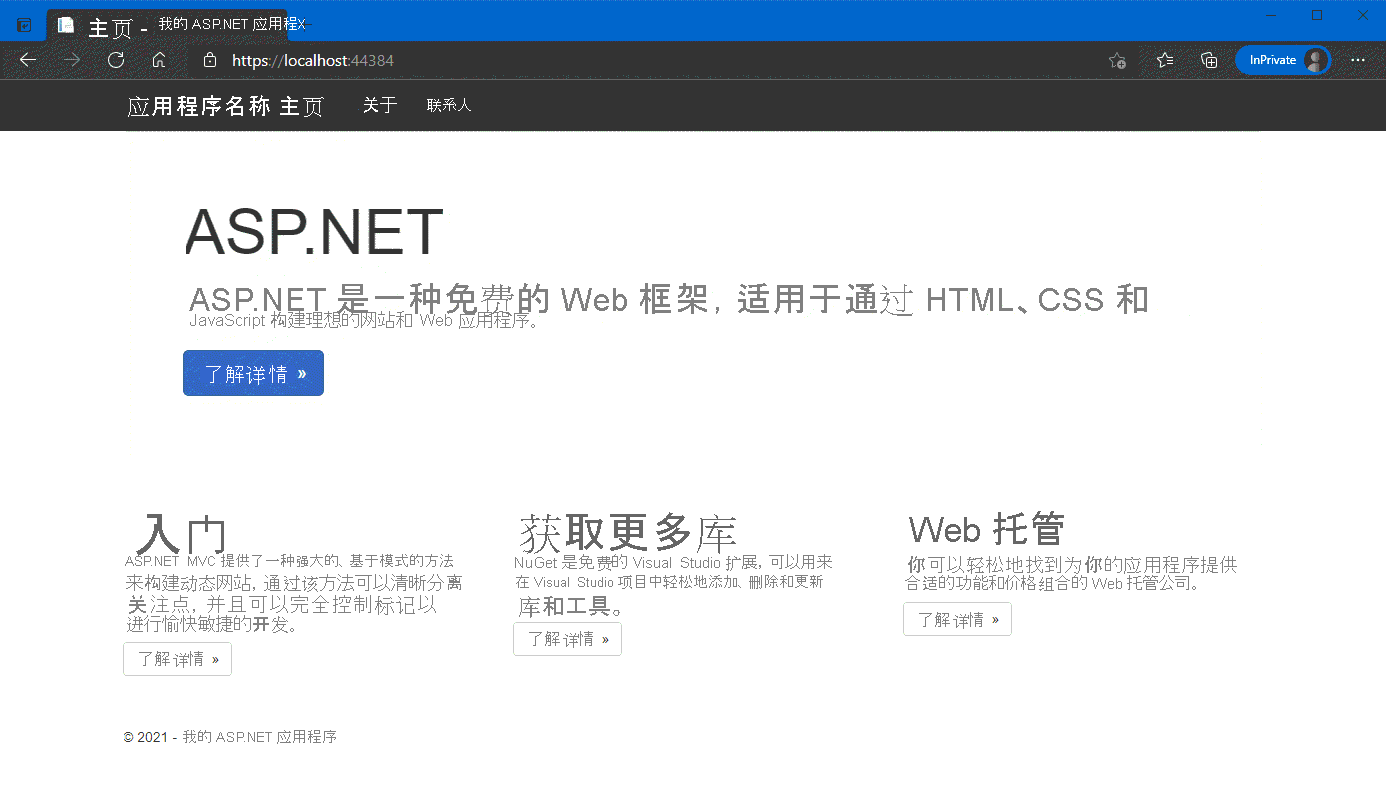 主页 - 我的 ASP.NET 应用程X
https://localhost:44384
InPrivate
应用程序名称 主页 关于 联系人
ASP.NET
ASP.NET 是一种免费的 Web 框架，适用于通过 HTML、CSS 和
JavaScript 构建理想的网站和 Web 应用程序。
了解详情 »
入门
ASP.NET MVC 提供了一种强大的、基于模式的方法
来构建动态网站，通过该方法可以清晰分离
关注点，并且可以完全控制标记以
进行愉快敏捷的开发。
了解详情 »
获取更多库
NuGet 是免费的 Visual Studio 扩展，可以用来
在 Visual Studio 项目中轻松地添加、删除和更新
库和工具。
了解详情 »
Web 托管
你可以轻松地找到为你的应用程序提供
合适的功能和价格组合的 Web 托管公司。
了解详情 »
© 2021 - 我的 ASP.NET 应用程序